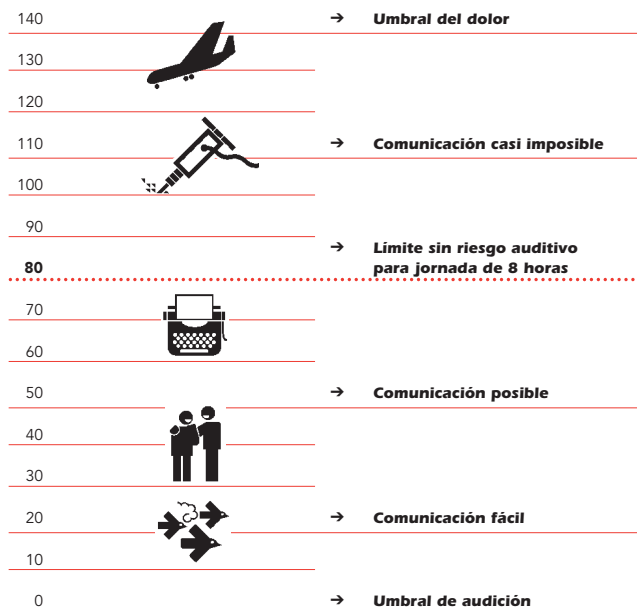 140 → Umbral del dolor
130
120
110 → Comunicación casi imposible
100
90
→ Límite sin riesgo auditivo
80 para jornada de 8 horas
70
60
50 → Comunicación posible
40
30
20 → Comunicación fácil
10
0 → Umbral de audición